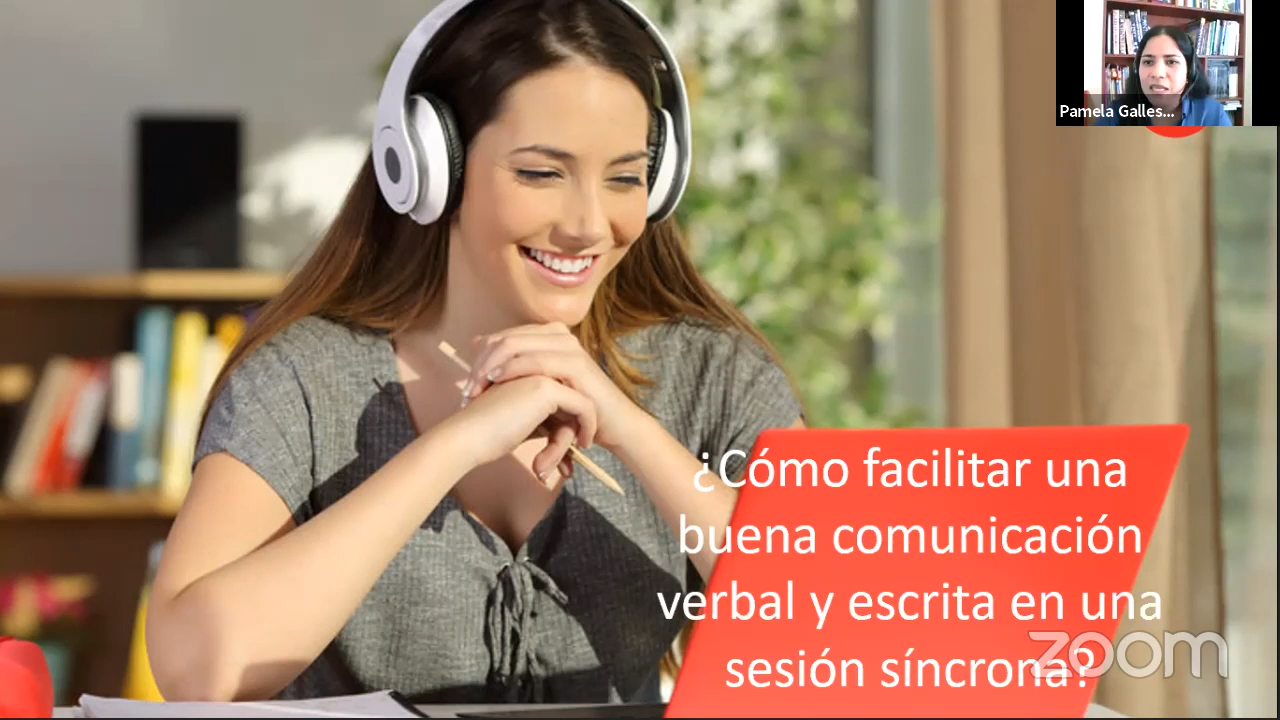 Pamela Galles...
¿Cómo facilitar una
buena comunicación
verbal y escrita en una
sesión síncrona?
zoom